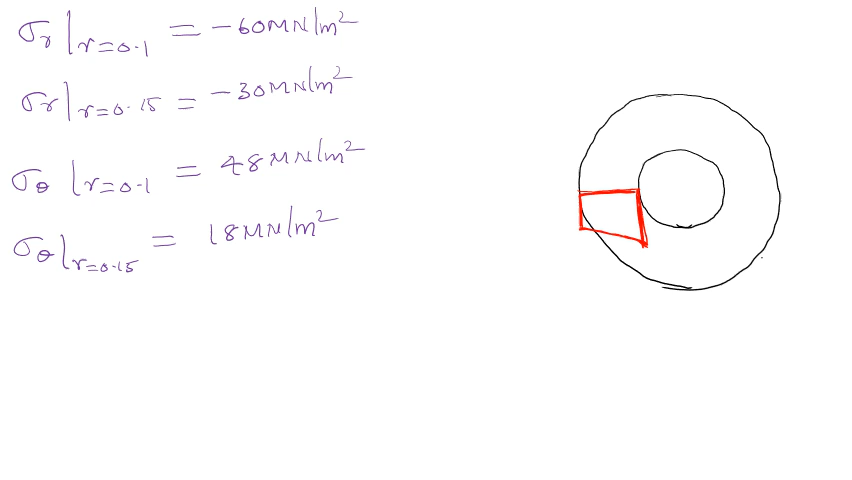 σr|r=0.1 = -60MN/m²
σr|r=0.15 = -30MN/m²
σθ|r=0.1 = 48MN/m²
σθ|r=0.15 = 18MN/m²